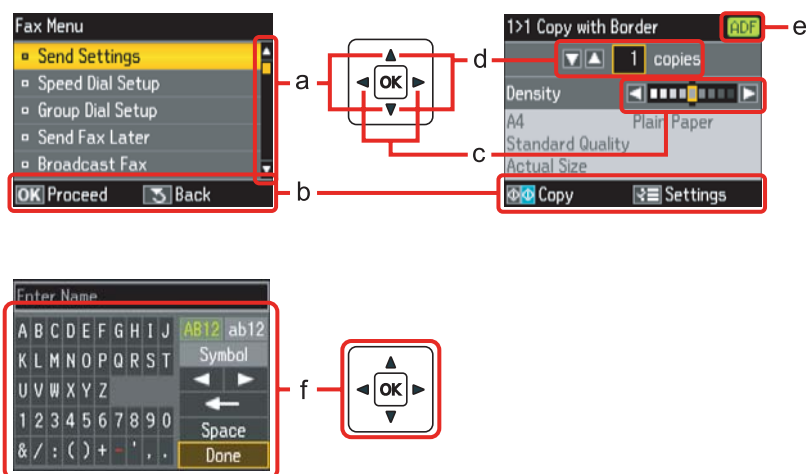 Fax Menu
Send Settings
Speed Dial Setup
Group Dial Setup
Send Fax Later
Broadcast Fax
OK Proceed Back
a
b
OK
d
c
1>1 Copy with Border ADF
1 copies
Density
A4 Plain Paper
Standard Quality
Actual Size
Copy Settings
e
Enter Name
A B C D E F G H I J AB12 ab12
K L M N O P Q R S T Symbol
U V W X Y Z
1 2 3 4 5 6 7 8 9 0 Space
& / : ( ) + - ' , . Done
f
OK